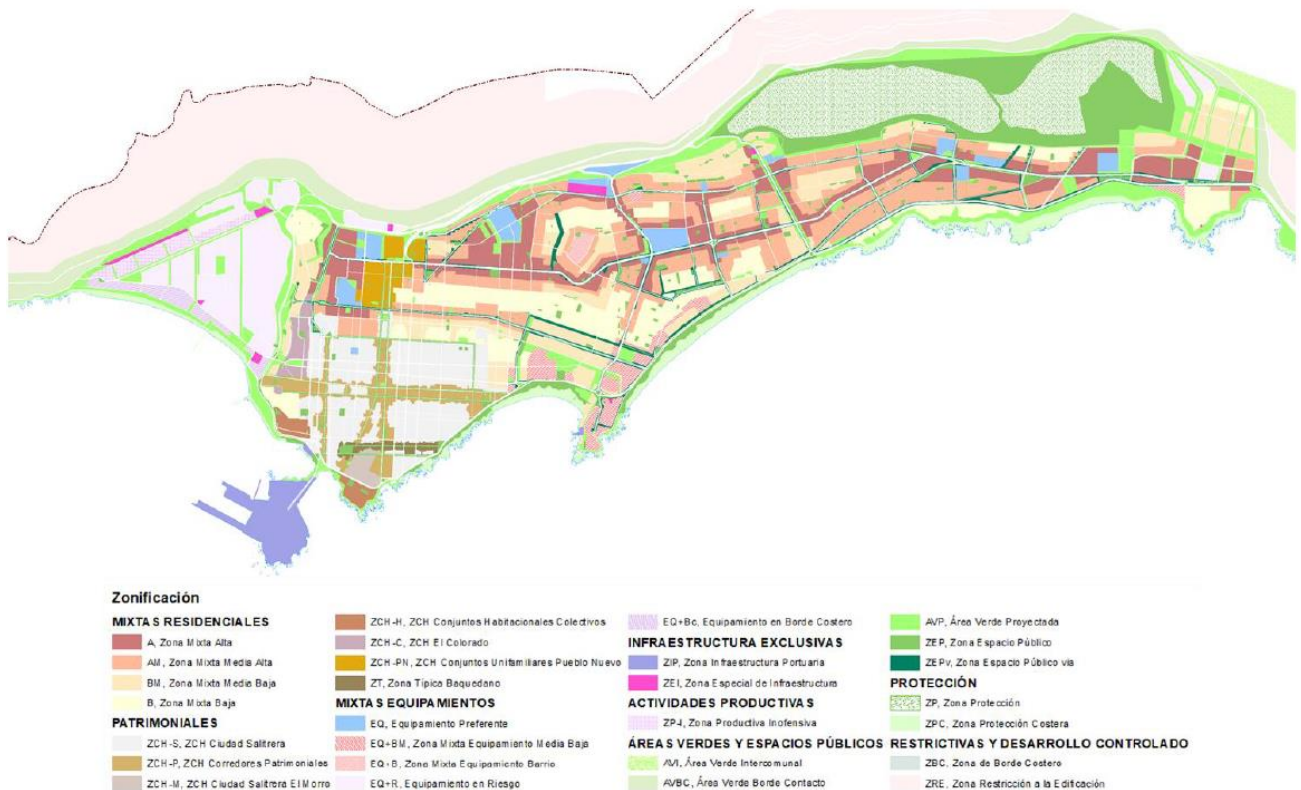 Zonificación
MIXTAS RESIDENCIALES
A, Zona Mixta Alta
AM, Zona Mixta Media Alta
BM, Zona Mixta Media Baja
B, Zona Mixta Baja
PATRIMONIALES
ZCH-S, ZCH Ciudad Salitrera
ZCH-P, ZCH Corredores Patrimoniales
ZCH-M, ZCH Ciudad Salitrera El Morro
ZCH-H, ZCH Conjuntos Habitacionales Colectivos
ZCH-C, ZCH El Colorado
ZCH-PN, ZCH Conjuntos Unifamiliares Pueblo Nuevo
ZT, Zona Típica Baquedano
MIXTAS EQUIPAMIENTOS
EQ, Equipamiento Preferente
EQ+BM, Zona Mixta Equipamiento Media Baja
EQ+B, Zona Mixta Equipamiento Barrio
EQ+R, Equipamiento en Riesgo
EQ+Bc, Equipamiento en Borde Costero
INFRAESTRUCTURA EXCLUSIVAS
ZIP, Zona Infraestructura Portuaria
ZEI, Zona Especial de Infraestructura
ACTIVIDADES PRODUCTIVAS
ZP-I, Zona Productiva Inofensiva
ÁREAS VERDES Y ESPACIOS PÚBLICOS
AVI, Área Verde Intercomunal
AVBC, Área Verde Borde Contacto
AVP, Área Verde Proyectada
ZEP, Zona Espacio Público
ZEPv, Zona Espacio Público via
PROTECCIÓN
ZP, Zona Protección
ZPC, Zona Protección Costera
RESTRICTIVAS Y DESARROLLO CONTROLADO
ZBC, Zona de Borde Costero
ZRE, Zona Restricción a la Edificación